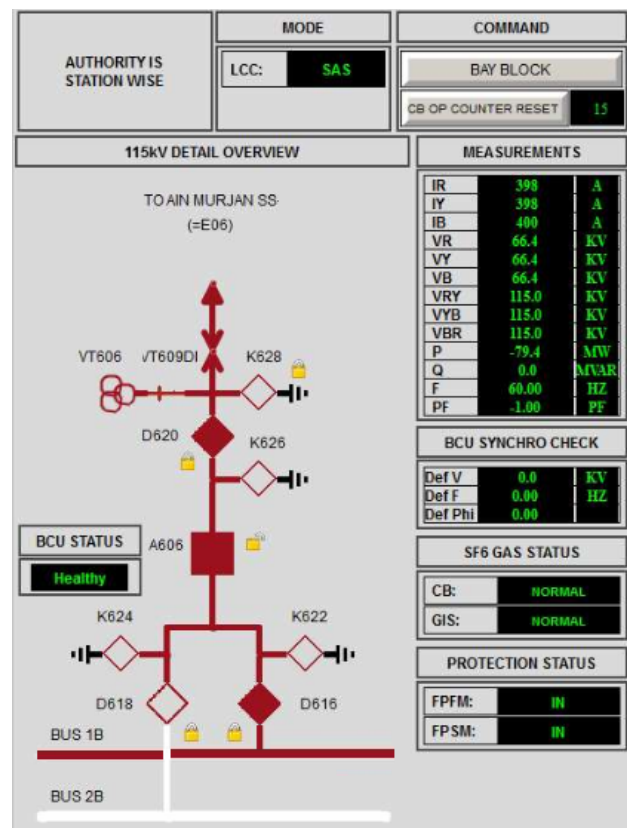 AUTHORITY IS
STATION WISE
MODE
LCC: SAS
COMMAND
BAY BLOCK
CB OP COUNTER RESET 15
115kV DETAIL OVERVIEW
TO AIN MURJAN SS-
(=E06)
VT606 VT609DI K628
D620
K626
BCU STATUS
Healthy
A606
K624 K622
D618 D616
BUS 1B
BUS 2B
MEASUREMENTS
IR 398 A
IY 398 A
IB 400 A
VR 66.4 KV
VY 66.4 KV
VB 66.4 KV
VRY 115.0 KV
VYB 115.0 KV
VBR 115.0 KV
P -79.4 MW
Q 0.0 MVAR
F 60.00 HZ
PF -1.00 PF
BCU SYNCHRO CHECK
Def V 0.0 KV
Def F 0.00 HZ
Def Phi 0.00
SF6 GAS STATUS
CB: NORMAL
GIS: NORMAL
PROTECTION STATUS
FPFM: IN
FPSM: IN